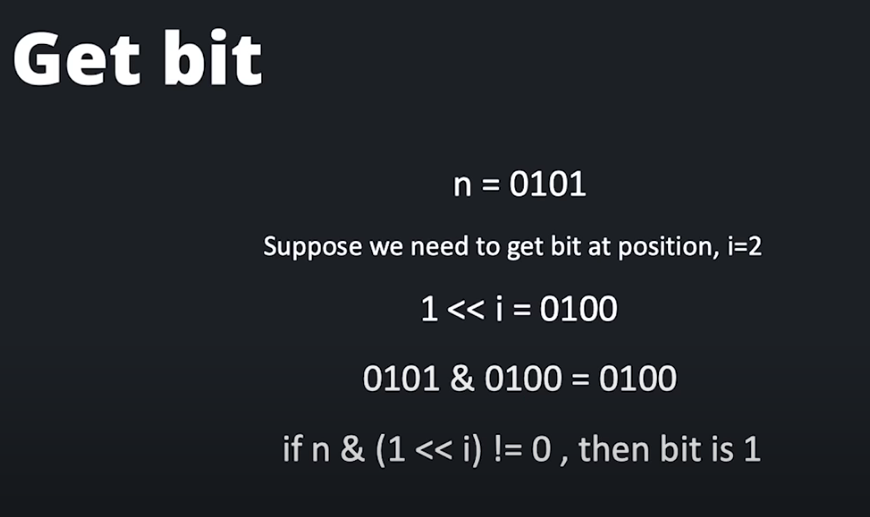 Get bit
n = 0101
Suppose we need to get bit at position, i=2
1 << i = 0100
0101 & 0100 = 0100
if n & (1 << i) != 0 , then bit is 1